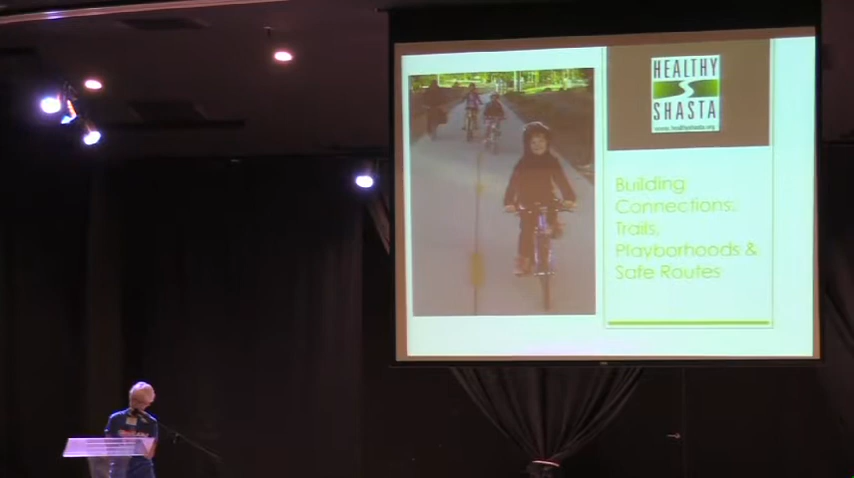 HEALTHY
SHASTA
www.healthyshasta.org
Building
Connections:
Trails,
Playborhoods &
Safe Routes